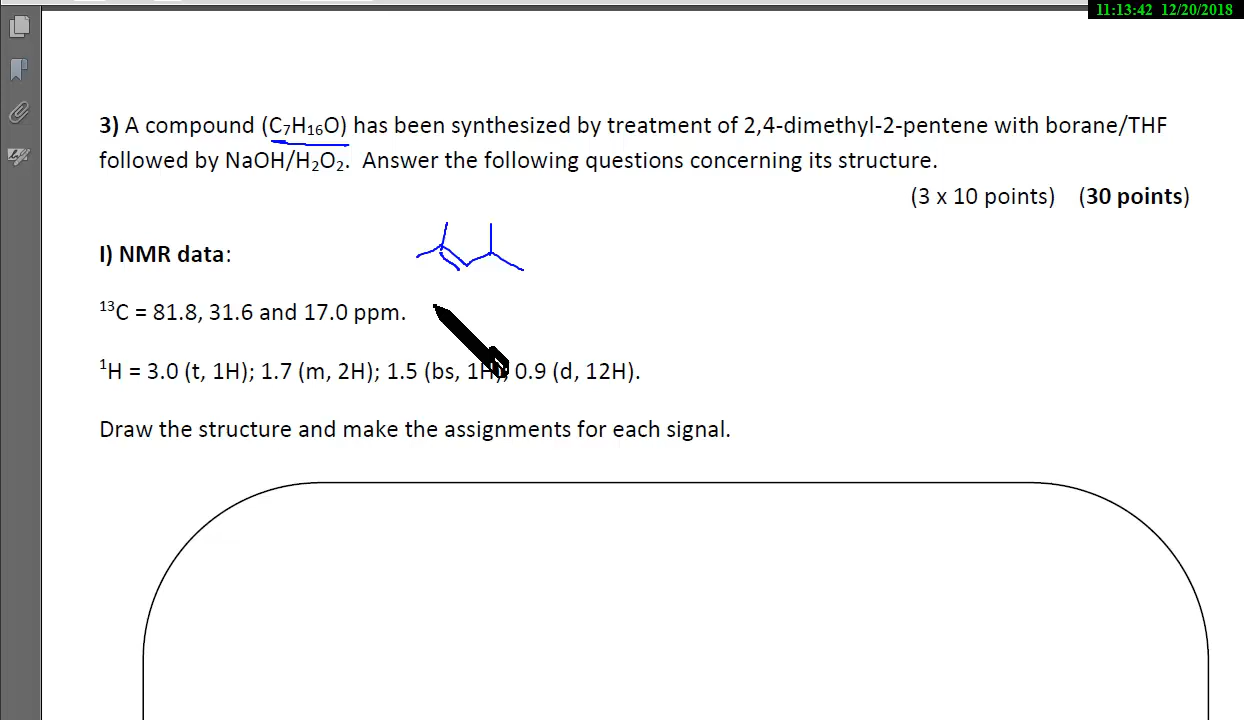 11:13:42 12/20/2018
3) A compound (C₇H₁₆O) has been synthesized by treatment of 2,4-dimethyl-2-pentene with borane/THF
followed by NaOH/H₂O₂. Answer the following questions concerning its structure.
(3 x 10 points) (30 points)
I) NMR data:
¹³C = 81.8, 31.6 and 17.0 ppm.
¹H = 3.0 (t, 1H); 1.7 (m, 2H); 1.5 (bs, 1H); 0.9 (d, 12H).
Draw the structure and make the assignments for each signal.